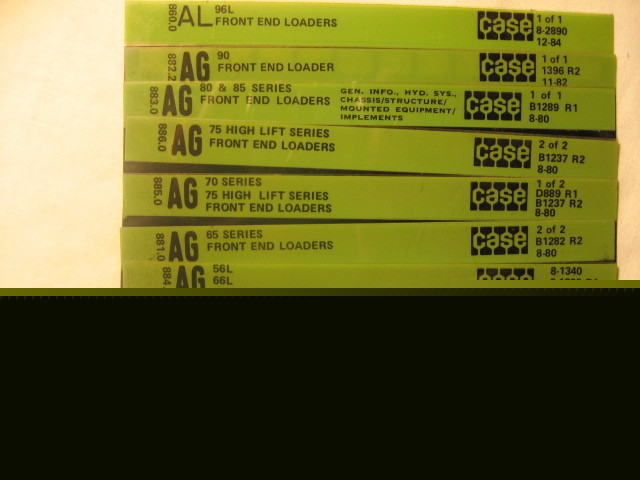 860.0 AL 96L
FRONT END LOADERS
case
1 of 1
8-2890
12-84
882.2 AG 90
FRONT END LOADER
case
1 of 1
1396 R2
11-82
883.0 AG 80 & 85 SERIES
FRONT END LOADERS
GEN. INFO., HYD. SYS.,
CHASSIS/STRUCTURE/
MOUNTED EQUIPMENT/
IMPLEMENTS
case
1 of 1
B1289 R1
8-80
886.0 AG 75 HIGH LIFT SERIES
FRONT END LOADERS
case
2 of 2
B1237 R2
8-80
885.0 AG 70 SERIES
75 HIGH LIFT SERIES
FRONT END LOADERS
case
1 of 2
D889 R1
B1237 R2
8-80
881.0 AG 65 SERIES
FRONT END LOADERS
case
2 of 2
B1282 R2
8-80
884. AG 56L
66L
8-1340